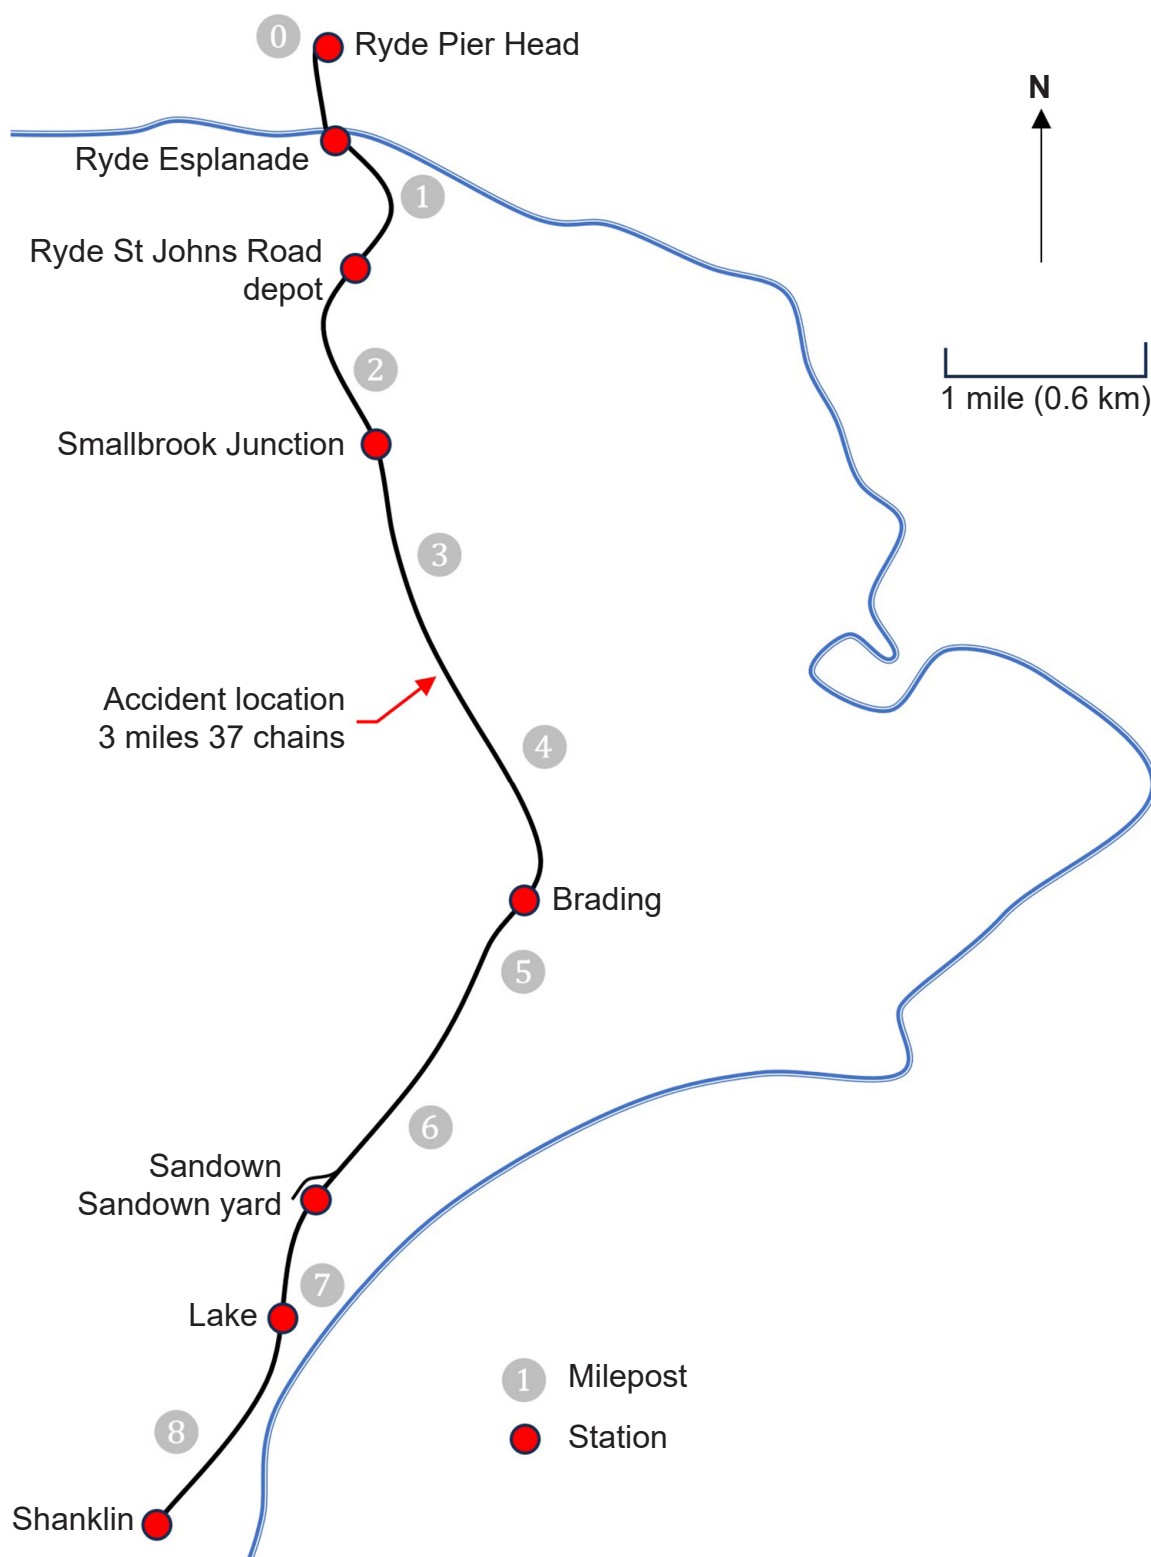 0
Ryde Pier Head
N
Ryde Esplanade
1
Ryde St Johns Road
depot
2
1 mile (0.6 km)
Smallbrook Junction
3
Accident location
3 miles 37 chains
4
Brading
5
6
Sandown
Sandown yard
7
Lake
1
Milepost
8
Station
Shanklin